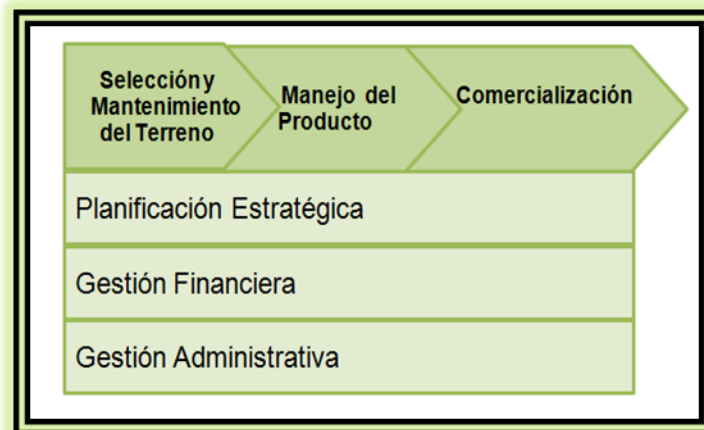 Selección y
Mantenimiento
del Terreno
Manejo del
Producto
Comercialización
Planificación Estratégica
Gestión Financiera
Gestión Administrativa